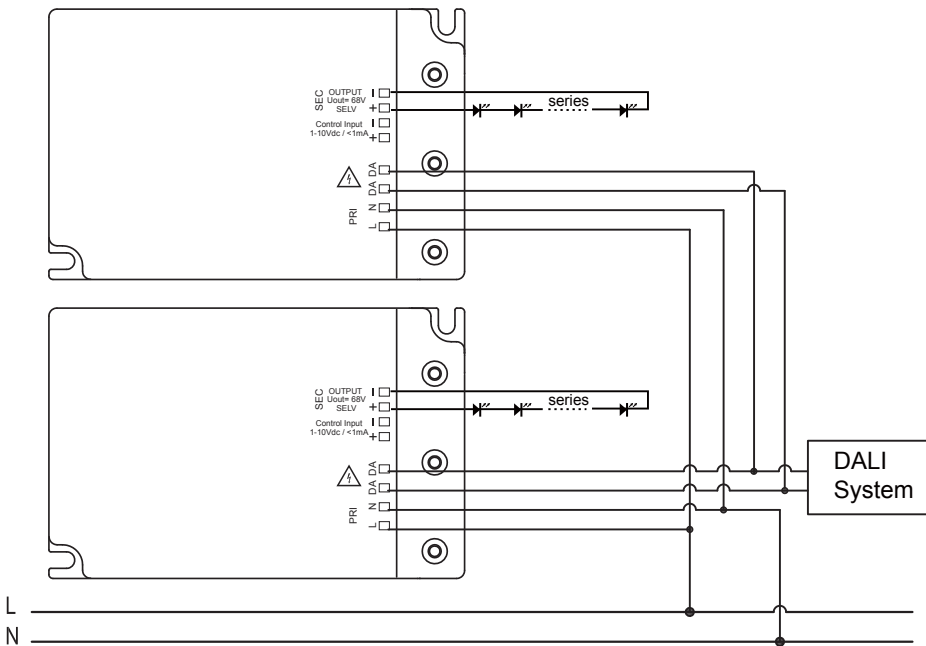 SEC
OUTPUT
Uout= 68V
SELV
Control Input
1-10Vdc / <1mA
I
+
I
+
series
DA
DA
PRI
N
L
SEC
OUTPUT
Uout= 68V
SELV
Control Input
1-10Vdc / <1mA
I
+
I
+
series
DA
DA
PRI
N
L
DALI
System
L
N